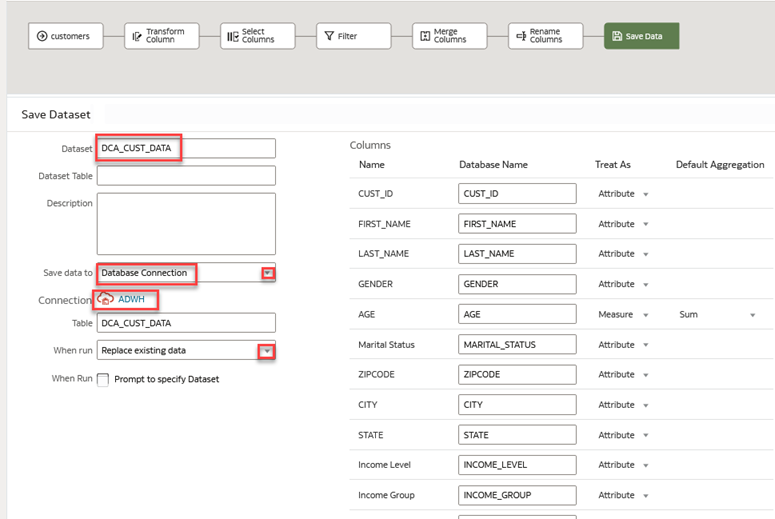 customers
Transform
Column
Select
Columns
Filter
Merge
Columns
Rename
Columns
Save Data
Save Dataset
Dataset DCA_CUST_DATA
Dataset Table
Description
Save data to Database Connection
Connection ADWH
Table DCA_CUST_DATA
When run Replace existing data
When Run Prompt to specify Dataset
Columns
Name Database Name Treat As Default Aggregation
CUST_ID CUST_ID Attribute
FIRST_NAME FIRST_NAME Attribute
LAST_NAME LAST_NAME Attribute
GENDER GENDER Attribute
AGE AGE Measure Sum
Marital Status MARITAL_STATUS Attribute
ZIPCODE ZIPCODE Attribute
CITY CITY Attribute
STATE STATE Attribute
Income Level INCOME_LEVEL Attribute
Income Group INCOME_GROUP Attribute